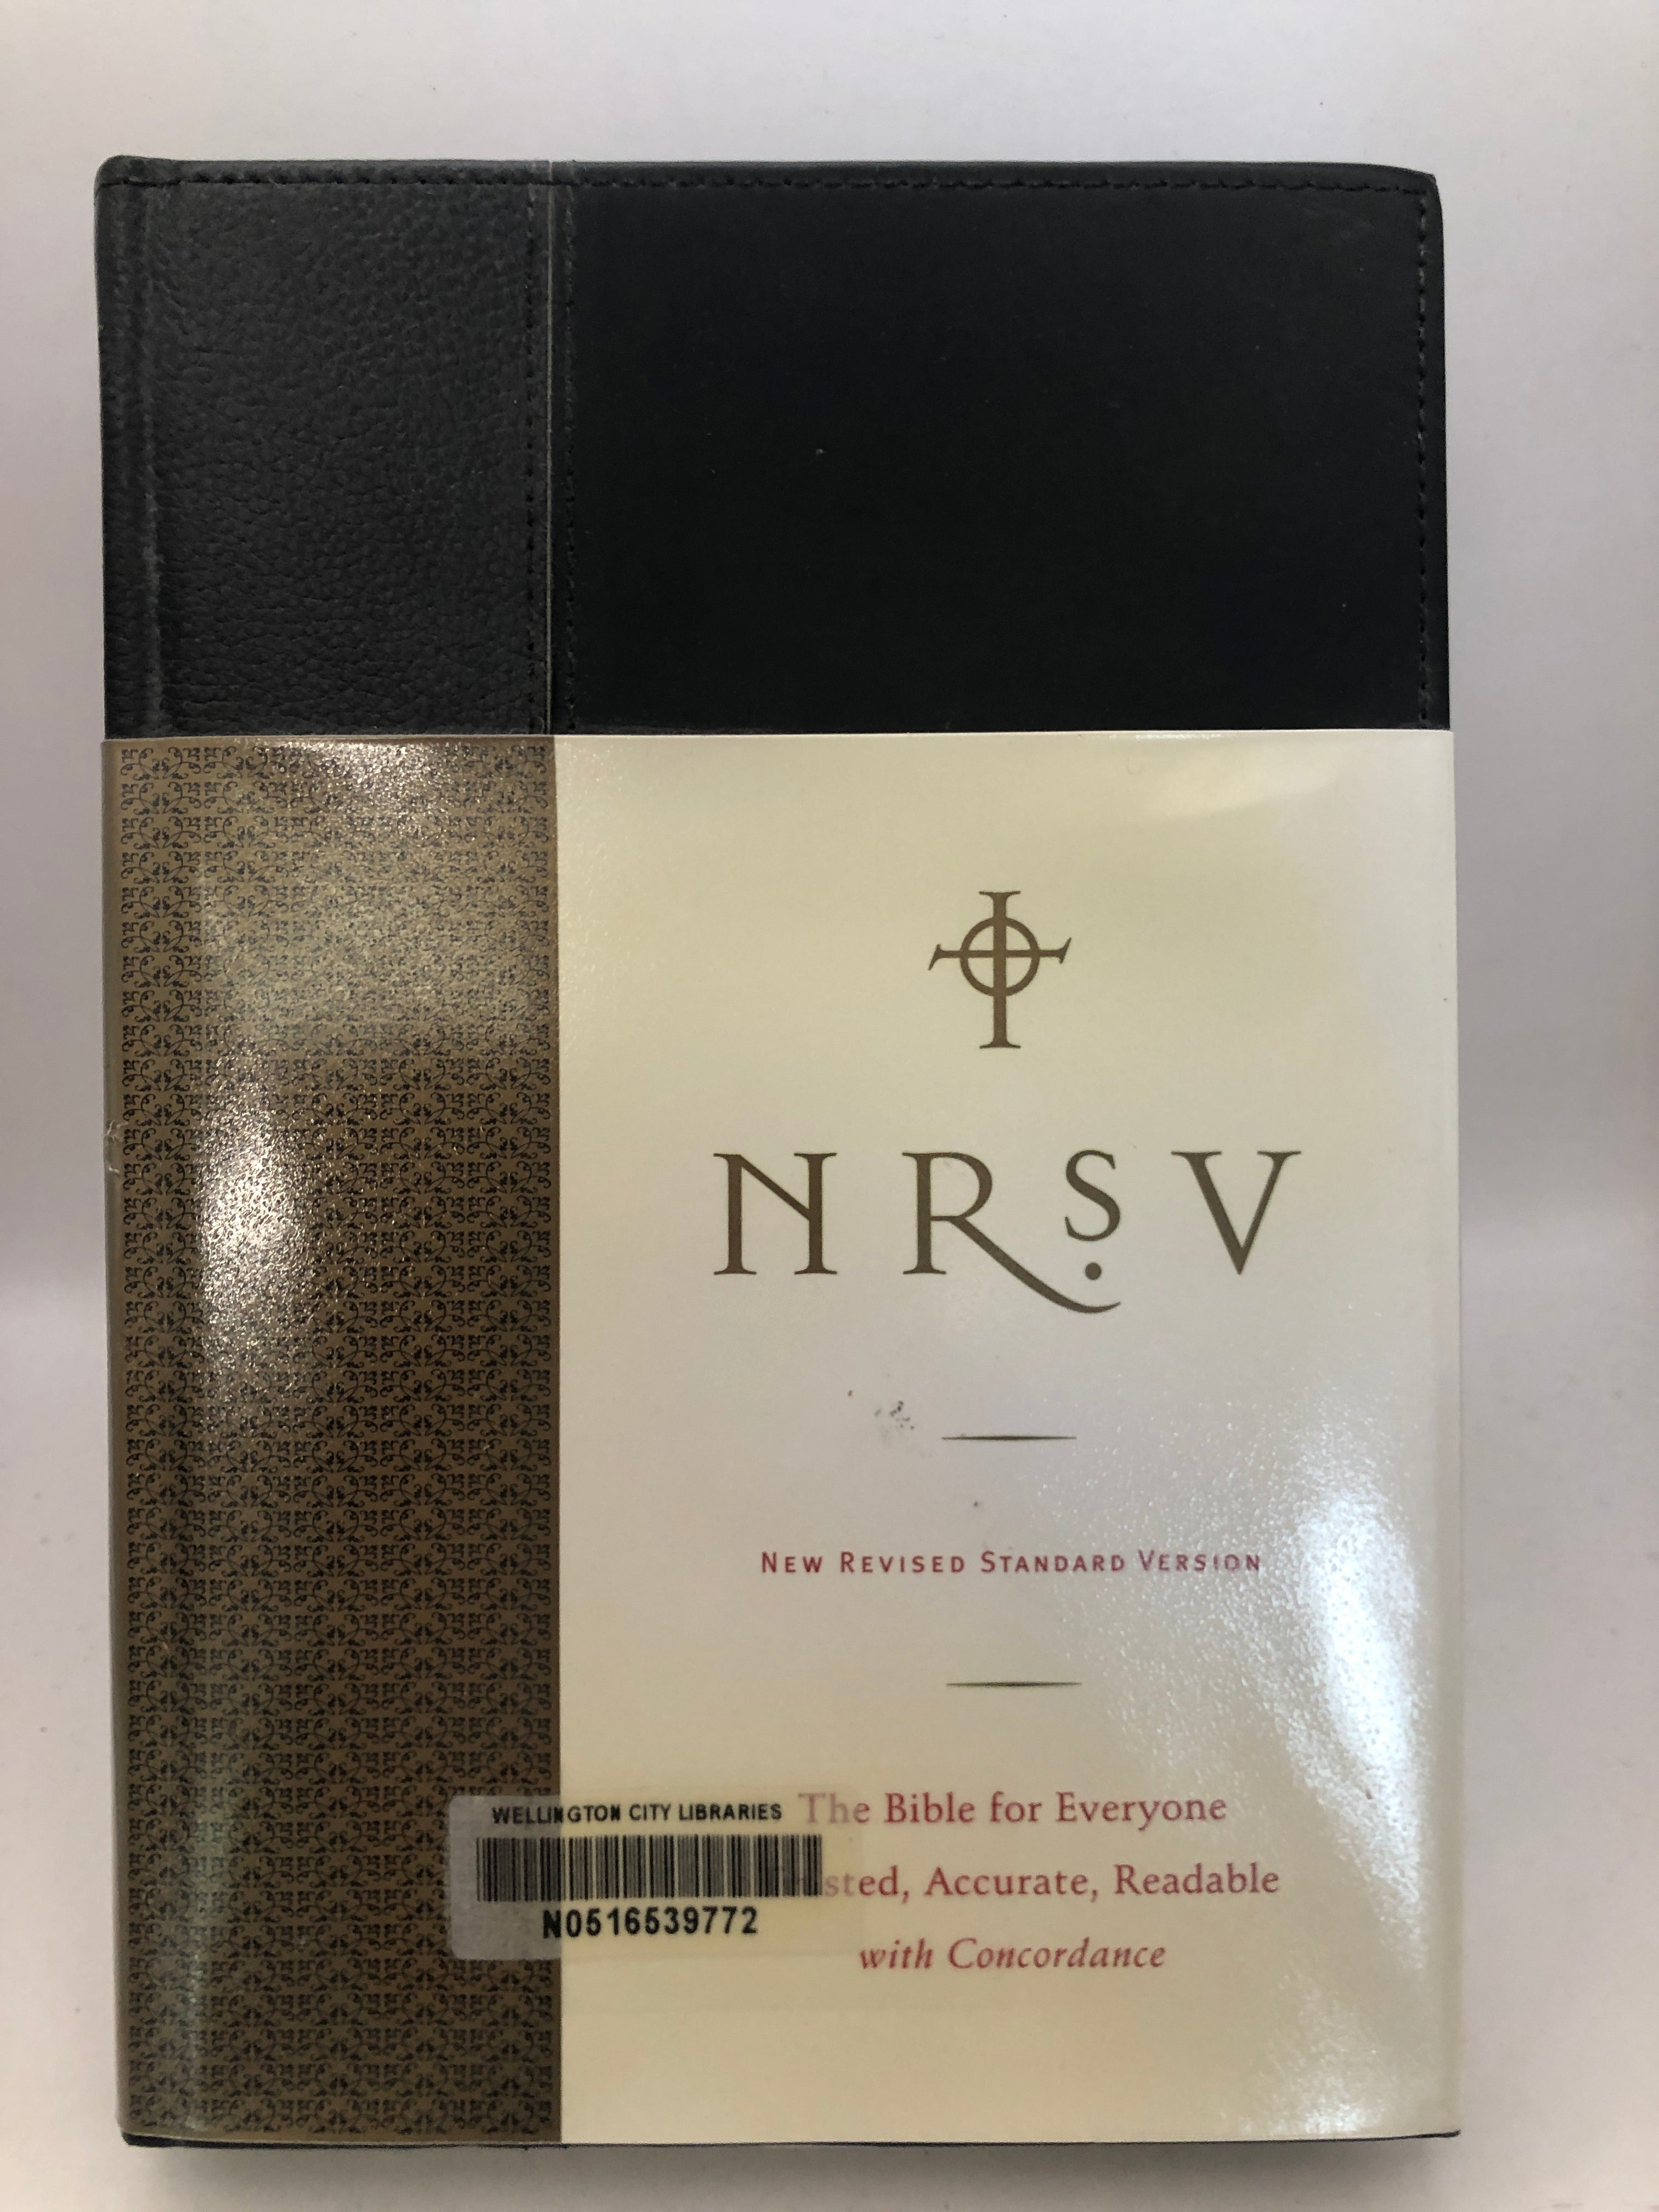 NRSV
NEW REVISED STANDARD VERSION
WELLINGTON CITY LIBRARIES
N0516539772
The Bible for Everyone
Accurate, Readable
with Concordance